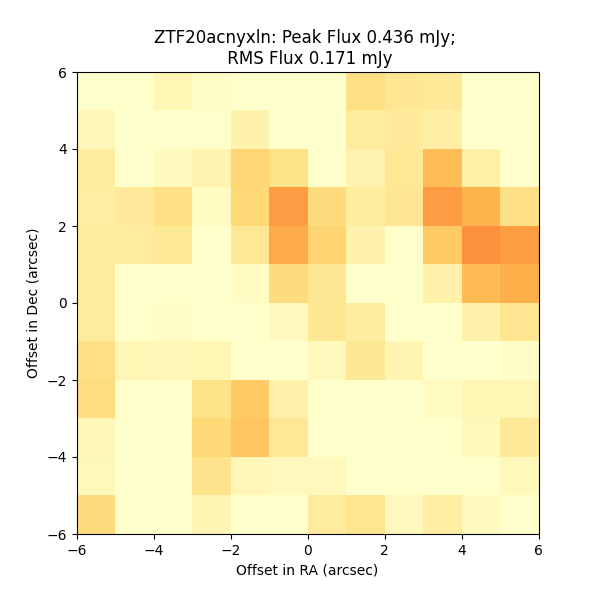 ZTF20acnyxln: Peak Flux 0.436 mJy;
RMS Flux 0.171 mJy
6
4
2
0
−2
−4
−6
Offset in Dec (arcsec)
−6 −4 −2 0 2 4 6
Offset in RA (arcsec)